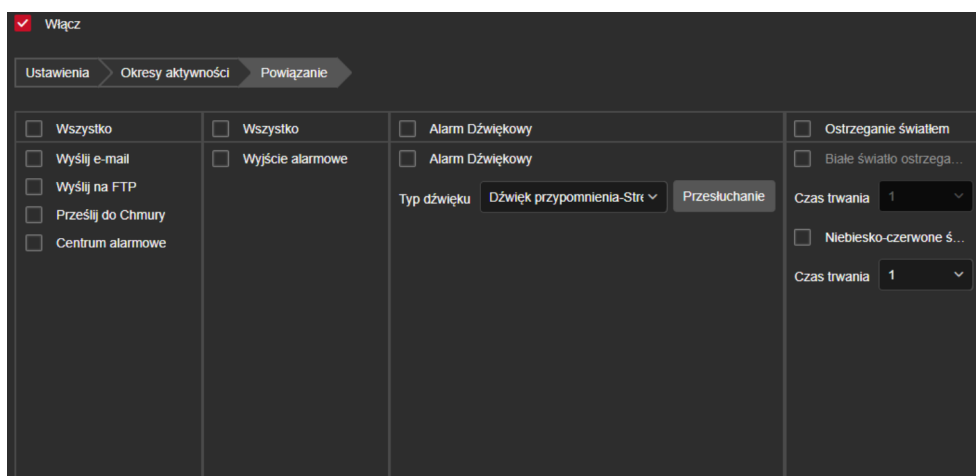 Włącz
Ustawienia Okresy aktywności Powiązanie
Wszystko Wszystko Alarm Dźwiękowy Ostrzeganie światłem
Wyślij e-mail Wyjście alarmowe Alarm Dźwiękowy Białe światło ostrzega...
Wyślij na FTP
Typ dźwięku Dźwięk przypomnienia-Stre Przesłuchanie Czas trwania 1
Prześlij do Chmury
Centrum alarmowe Niebiesko-czerwone ś...
Czas trwania 1